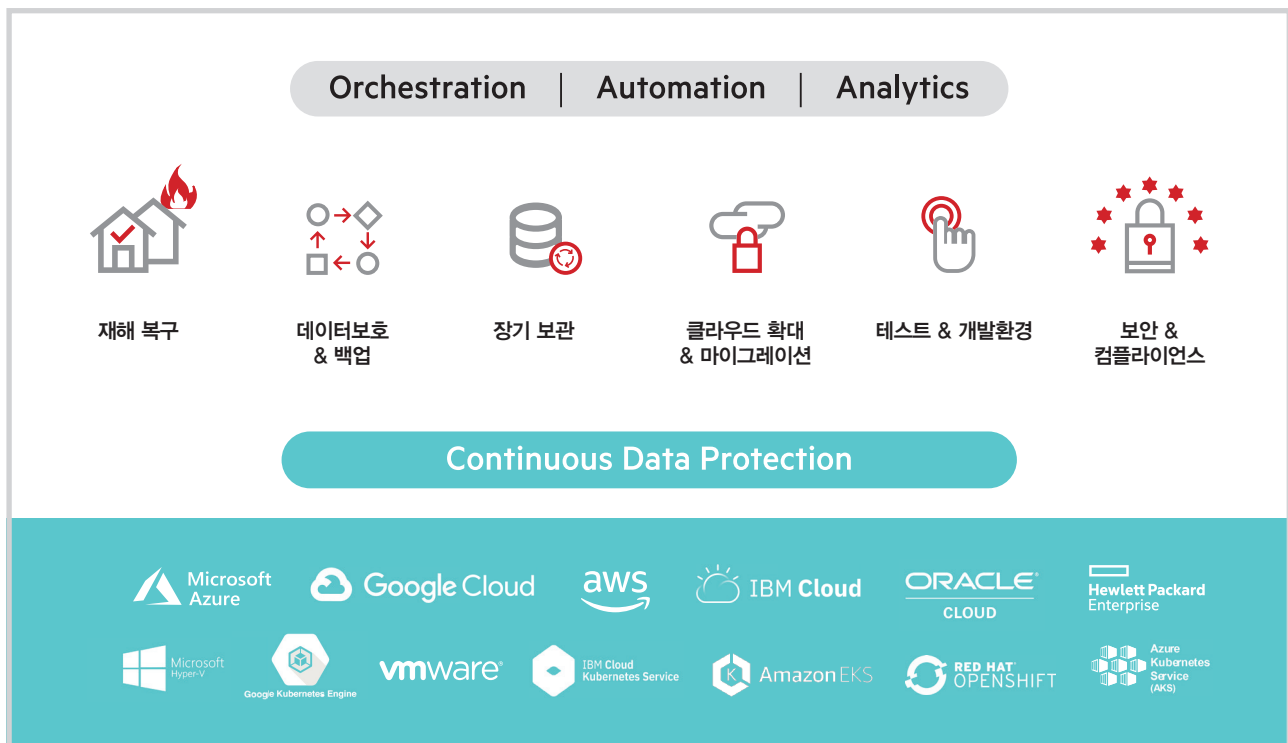 Orchestration | Automation | Analytics
재해 복구
데이터보호
& 백업
장기 보관
클라우드 확대
& 마이그레이션
테스트 & 개발환경
보안 &
컴플라이언스
Continuous Data Protection
Microsoft
Azure
Google Cloud
aws
IBM Cloud
ORACLE
CLOUD
Hewlett Packard
Enterprise
Microsoft
Hyper-V
Google Kubernetes Engine
vmware®
IBM Cloud
Kubernetes Service
K
Amazon EKS
RED HAT®
OPENSHIFT
Azure
Kubernetes
Service
(AKS)